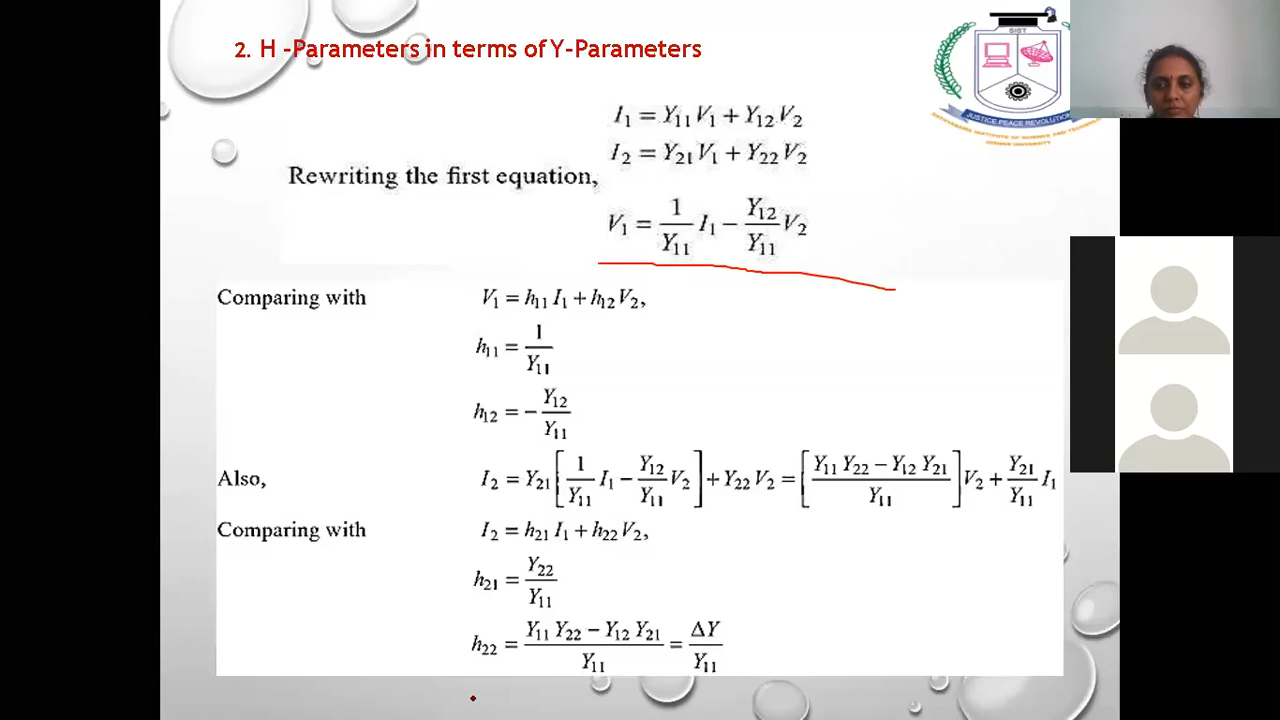 2. H -Parameters in terms of Y-Parameters
SIST
JUSTICE PEACE REVOLUTION
I₁ = Y₁₁ V₁ + Y₁₂ V₂
I₂ = Y₂₁ V₁ + Y₂₂ V₂
Rewriting the first equation,
V₁ = 1/Y₁₁ I₁ − Y₁₂/Y₁₁ V₂
Comparing with V₁ = h₁₁ I₁ + h₁₂ V₂,
h₁₁ = 1/Y₁₁
h₁₂ = − Y₁₂/Y₁₁
Also, I₂ = Y₂₁ [1/Y₁₁ I₁ − Y₁₂/Y₁₁ V₂] + Y₂₂ V₂ = [(Y₁₁ Y₂₂ − Y₁₂ Y₂₁)/Y₁₁] V₂ + Y₂₁/Y₁₁ I₁
Comparing with I₂ = h₂₁ I₁ + h₂₂ V₂,
h₂₁ = Y₂₂/Y₁₁
h₂₂ = (Y₁₁ Y₂₂ − Y₁₂ Y₂₁)/Y₁₁ = ΔY/Y₁₁